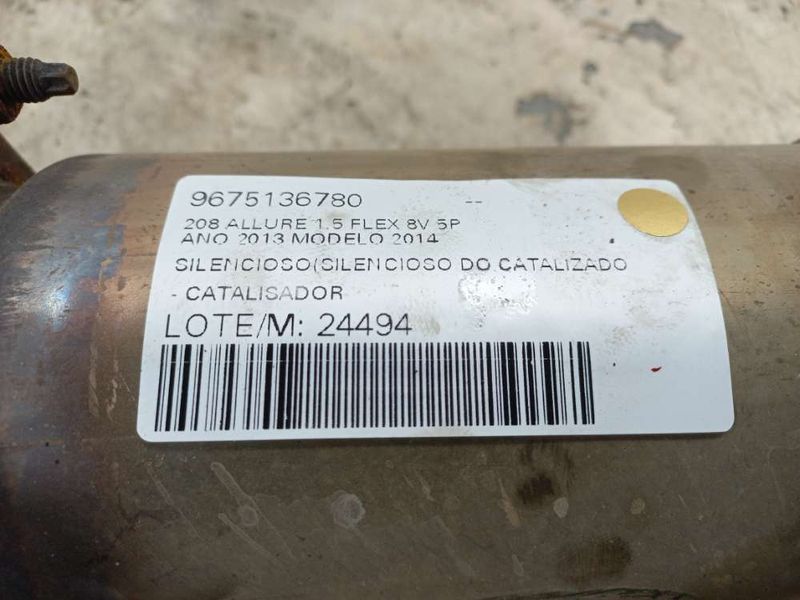 9675136780 --
208 ALLURE 1.5 FLEX 8V 5P
ANO 2013 MODELO 2014
SILENCIOSO(SILENCIOSO DO CATALIZADO
- CATALISADOR
LOTE/M: 24494